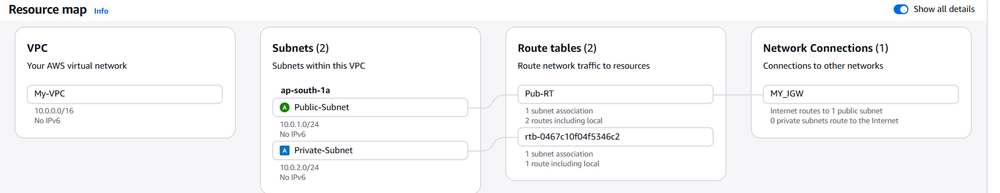 Resource map Info
Show all details
VPC
Your AWS virtual network
My-VPC
10.0.0.0/16
No IPv6
Subnets (2)
Subnets within this VPC
ap-south-1a
A Public-Subnet
10.0.1.0/24
No IPv6
A Private-Subnet
10.0.2.0/24
No IPv6
Route tables (2)
Route network traffic to resources
Pub-RT
1 subnet association
2 routes including local
rtb-0467c10f04f5346c2
1 subnet association
1 route including local
Network Connections (1)
Connections to other networks
MY_IGW
Internet routes to 1 public subnet
0 private subnets route to the Internet